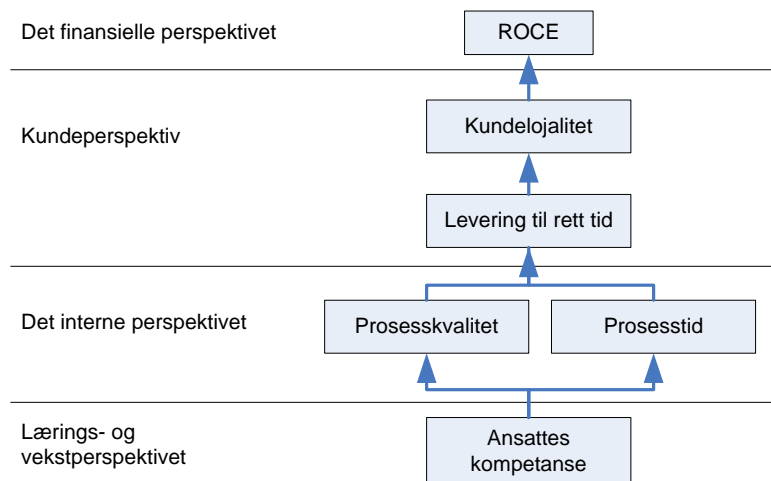 Det finansielle perspektivet
ROCE
Kundeperspektiv
Kundelojalitet
Levering til rett tid
Det interne perspektivet
Prosesskvalitet
Prosesstid
Lærings- og
vekstperspektivet
Ansattes
kompetanse